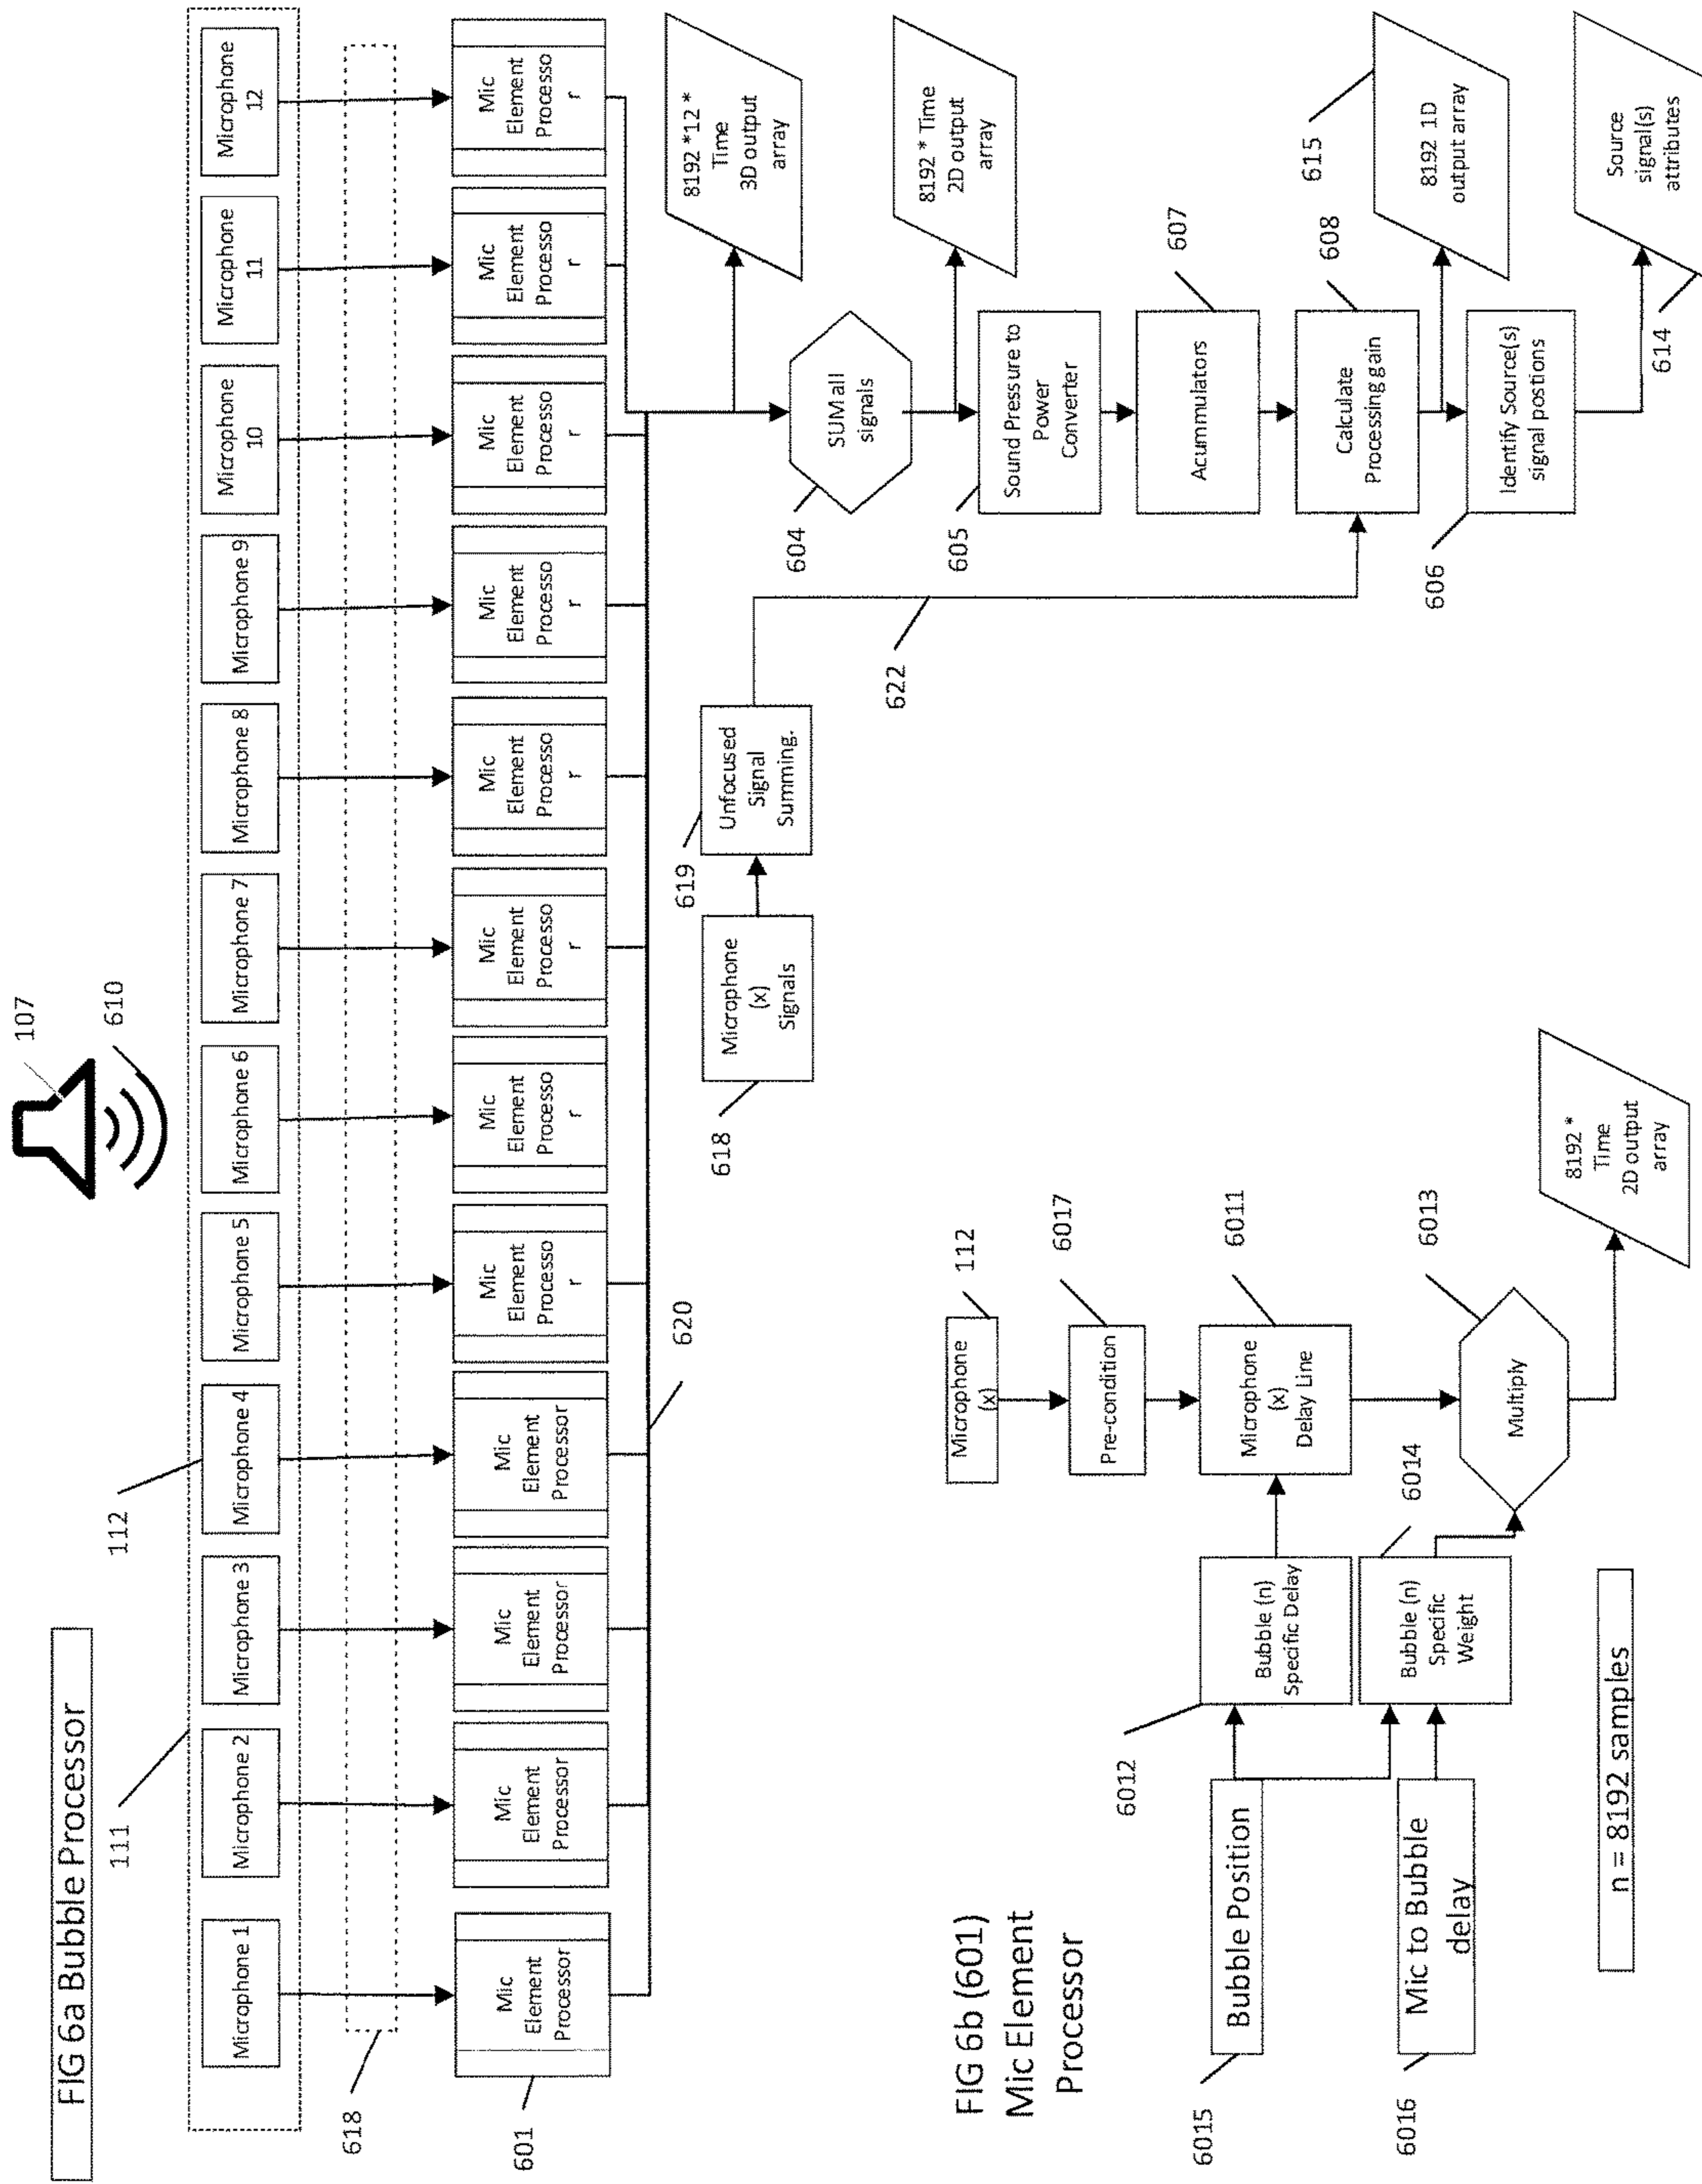 FIG 6a Bubble Processor
107
610
111
112
Microphone 1
Microphone 2
Microphone 3
Microphone 4
Microphone 5
Microphone 6
Microphone 7
Microphone 8
Microphone 9
Microphone
10
Microphone
11
Microphone
12
618
601
Mic
Element
Processor
Mic
Element
Processor
Mic
Element
Processor
Mic
Element
Processor
Mic
Element
Processo
r
Mic
Element
Processo
r
Mic
Element
Processo
r
Mic
Element
Processo
r
Mic
Element
Processo
r
Mic
Element
Processo
r
Mic
Element
Processo
r
Mic
Element
Processo
r
620
8192 *12 *
Time
3D output
array
618
Microphone
(x)
Signals
619
Unfocused
Signal
Summing.
622
604
SUM all
signals
8192 * Time
2D output
array
605
Sound Pressure to
Power
Converter
607
Acummulators
608
Calculate
Processing gain
615
8192 1D
output array
606
Identify Source(s)
signal postions
614
Source
signal(s)
attributes
FIG 6b (601)
Mic Element
Processor
112
Microphone
(x)
6017
Pre-condition
6011
Microphone
(x)
Delay Line
6013
Multiply
8192 *
Time
2D output
array
6012
Bubble (n)
Specific Delay
6014
Bubble (n)
Specific
Weight
6015
Bubble Position
6016
Mic to Bubble
delay
n = 8192 samples